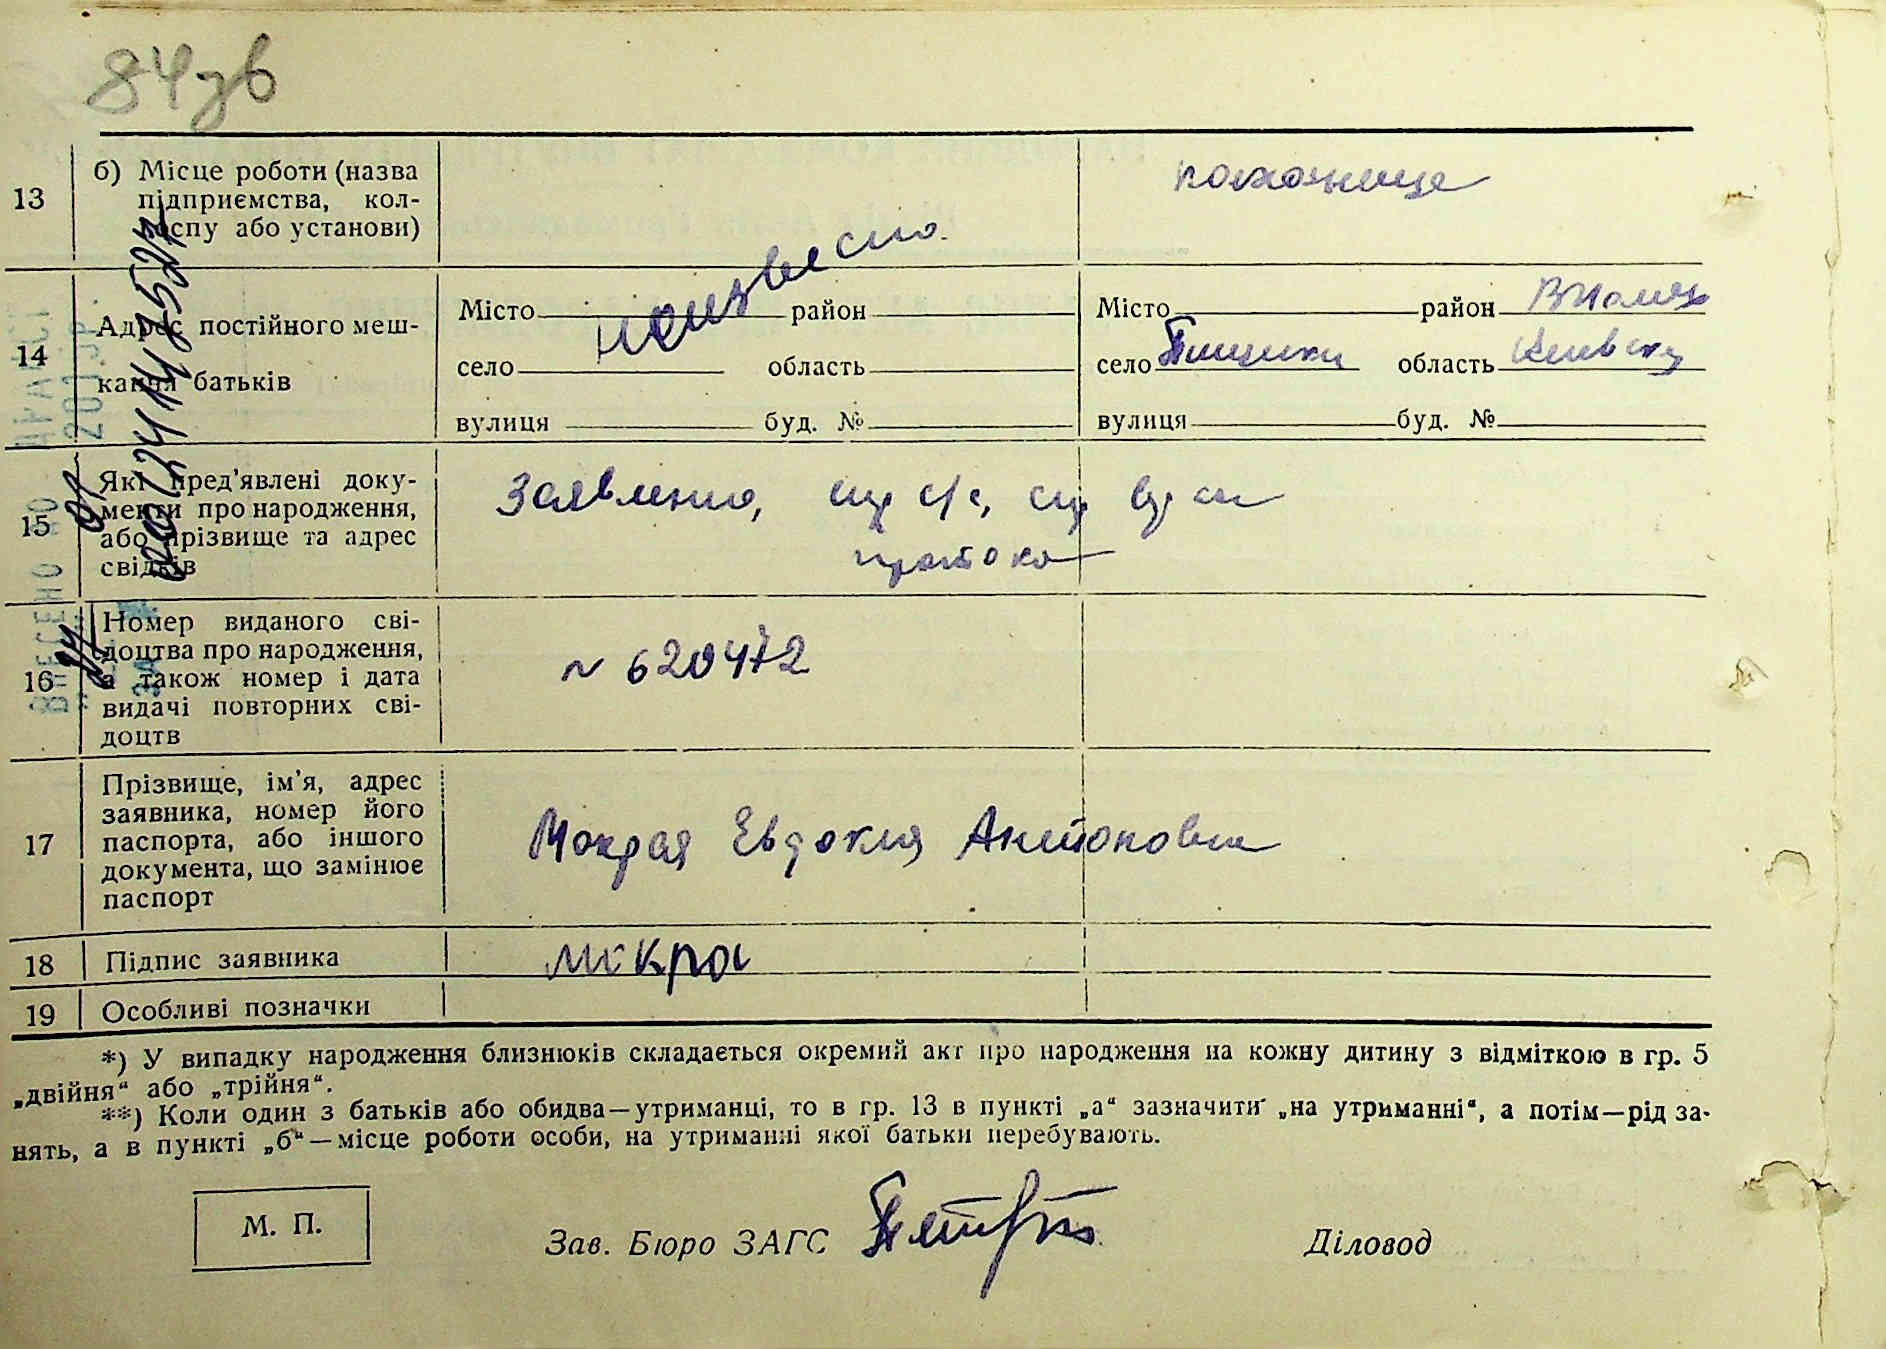 84зв
13
б) Місце роботи (назва
підприємства, кол-
госпу або установи)
14
Адрес постійного меш-
кання батьків
неизвестно.
Місто район
село область
вулиця буд. №
Місто район
село Пищики область Киевск
вулиця буд. №
15
Які пред'явлені доку-
менти про народження,
або прізвище та адрес
свідків
Заявление,
16
Номер виданого сві-
доцтва про народження,
а також номер і дата
видачі повторних сві-
доцтв
N 620472
17
Прізвище, ім'я, адрес
заявника, номер його
паспорта, або іншого
документа, що замінює
паспорт
Мокрая Евдокия Антоновна
18
Підпис заявника
мокра
19
Особливі позначки
*) У випадку народження близнюків складається окремий акт про народження на кожну дитину з відміткою в гр. 5
„двійня“ або „трійня“.
**) Коли один з батьків або обидва—утриманці, то в гр. 13 в пункті „а“ зазначити „на утриманні“, а потім—рід за-
нять, а в пункті „б“—місце роботи особи, на утриманні якої батьки перебувають.
М. П.
Зав. Бюро ЗАГС
Діловод